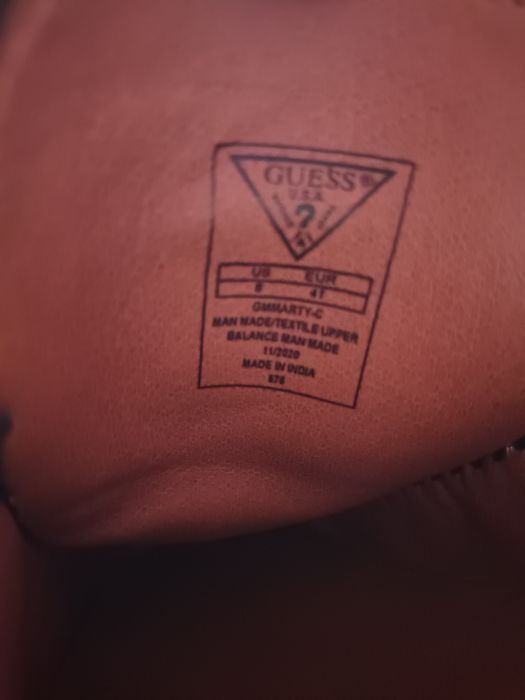 GUESS®
U.S.A.
?
US EUR
8 41
GMMARTY-C
MAN MADE/TEXTILE UPPER
BALANCE MAN MADE
11/2020
MADE IN INDIA